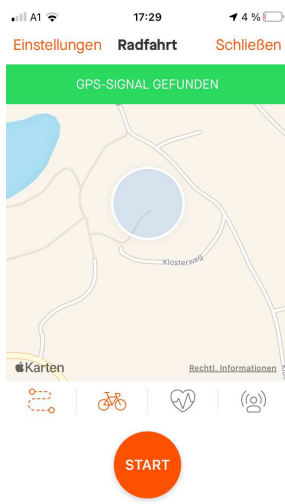 A1 17:29 4 %
Einstellungen Radfahrt Schließen
GPS-SIGNAL GEFUNDEN
Klosterweg
Karten Rechtl. Informationen
START